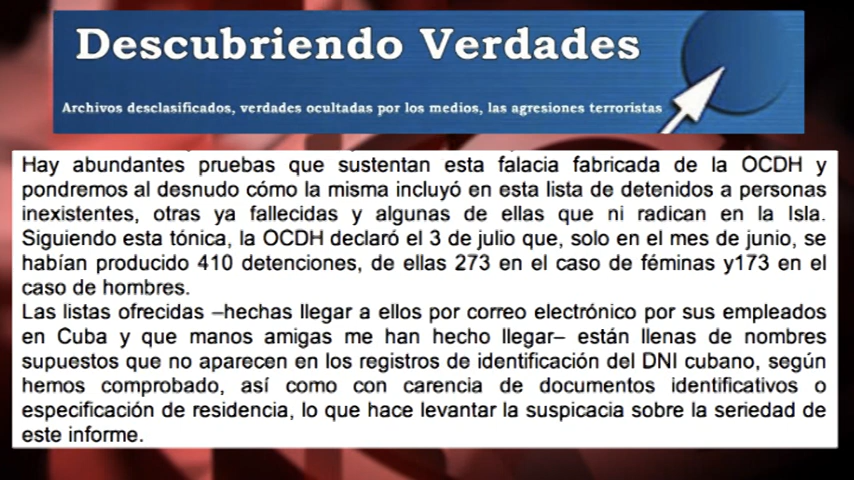 Descubriendo Verdades
Archivos desclasificados, verdades ocultadas por los medios, las agresiones terroristas
Hay abundantes pruebas que sustentan esta falacia fabricada de la OCDH y
pondremos al desnudo cómo la misma incluyó en esta lista de detenidos a personas
inexistentes, otras ya fallecidas y algunas de ellas que ni radican en la Isla.
Siguiendo esta tónica, la OCDH declaró el 3 de julio que, solo en el mes de junio, se
habían producido 410 detenciones, de ellas 273 en el caso de féminas y173 en el
caso de hombres.
Las listas ofrecidas –hechas llegar a ellos por correo electrónico por sus empleados
en Cuba y que manos amigas me han hecho llegar– están llenas de nombres
supuestos que no aparecen en los registros de identificación del DNI cubano, según
hemos comprobado, así como con carencia de documentos identificativos o
especificación de residencia, lo que hace levantar la suspicacia sobre la seriedad de
este informe.